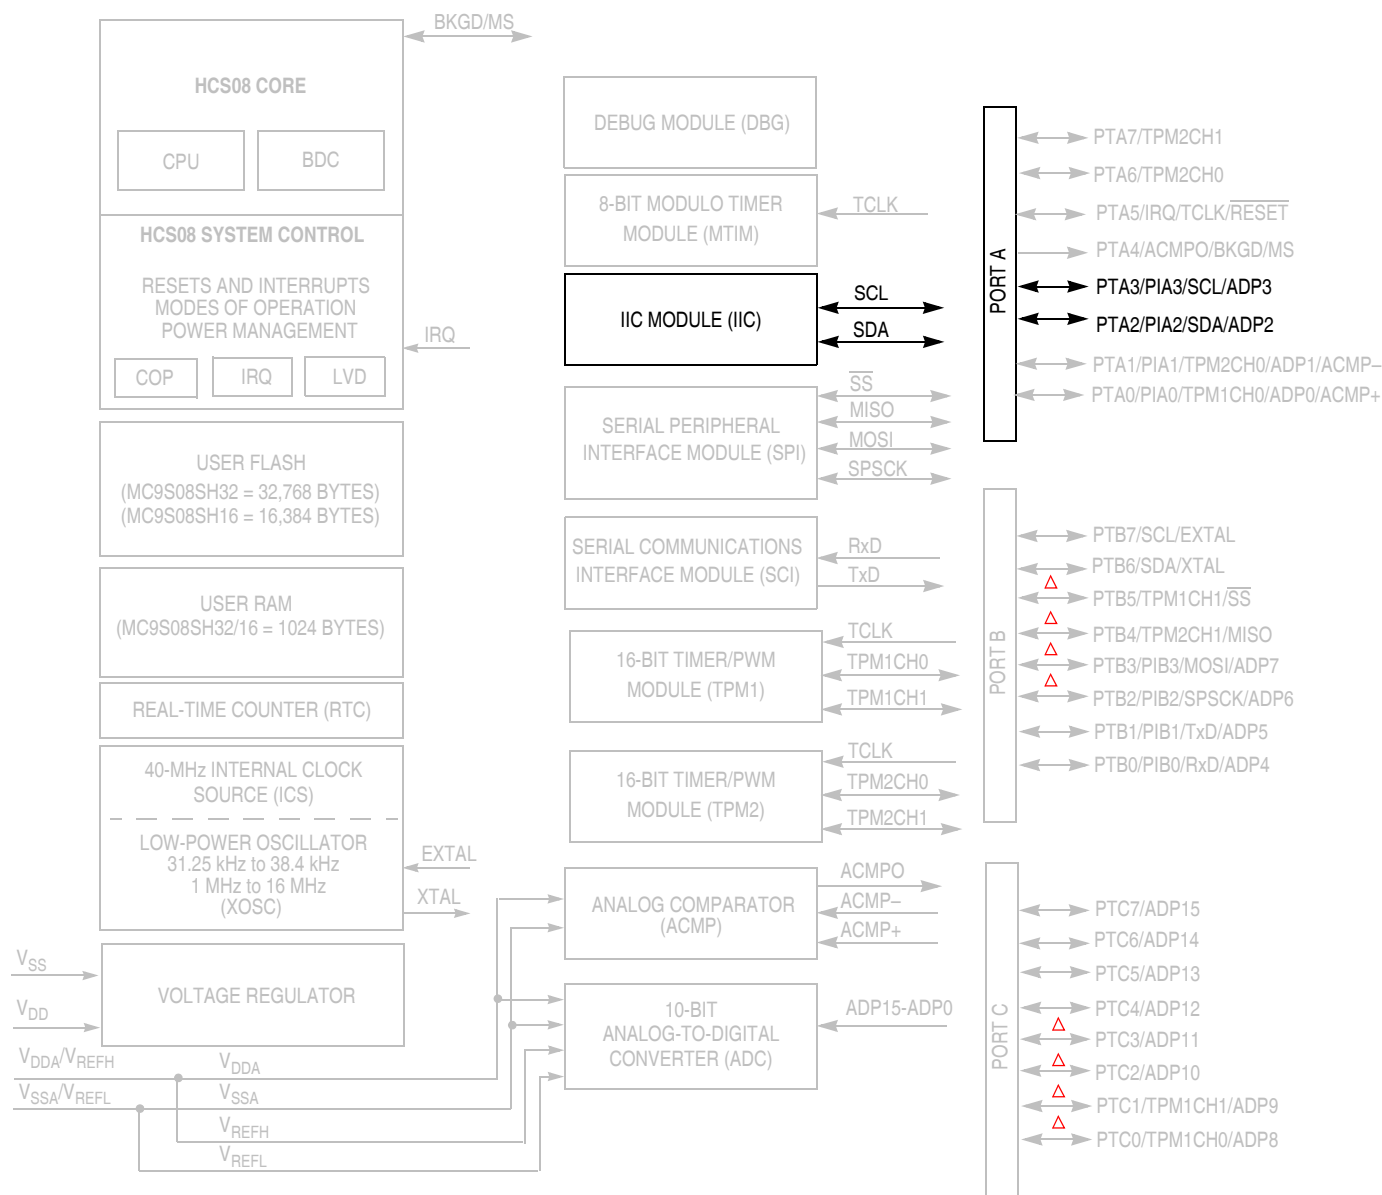 BKGD/MS
HCS08 CORE
CPU
BDC
HCS08 SYSTEM CONTROL
RESETS AND INTERRUPTS
MODES OF OPERATION
POWER MANAGEMENT
COP
IRQ
LVD
IRQ
USER FLASH
(MC9S08SH32 = 32,768 BYTES)
(MC9S08SH16 = 16,384 BYTES)
USER RAM
(MC9S08SH32/16 = 1024 BYTES)
REAL-TIME COUNTER (RTC)
40-MHz INTERNAL CLOCK
SOURCE (ICS)
LOW-POWER OSCILLATOR
31.25 kHz to 38.4 kHz
1 MHz to 16 MHz
(XOSC)
EXTAL
XTAL
VSS
VDD
VOLTAGE REGULATOR
VDDA/VREFH
VSSA/VREFL
VDDA
VSSA
VREFH
VREFL
DEBUG MODULE (DBG)
8-BIT MODULO TIMER
MODULE (MTIM)
TCLK
IIC MODULE (IIC)
SCL
SDA
SERIAL PERIPHERAL
INTERFACE MODULE (SPI)
SS
MISO
MOSI
SPSCK
SERIAL COMMUNICATIONS
INTERFACE MODULE (SCI)
RxD
TxD
16-BIT TIMER/PWM
MODULE (TPM1)
TCLK
TPM1CH0
TPM1CH1
16-BIT TIMER/PWM
MODULE (TPM2)
TCLK
TPM2CH0
TPM2CH1
ANALOG COMPARATOR
(ACMP)
ACMPO
ACMP–
ACMP+
10-BIT
ANALOG-TO-DIGITAL
CONVERTER (ADC)
ADP15-ADP0
PORT A
PTA7/TPM2CH1
PTA6/TPM2CH0
PTA5/IRQ/TCLK/RESET
PTA4/ACMPO/BKGD/MS
PTA3/PIA3/SCL/ADP3
PTA2/PIA2/SDA/ADP2
PTA1/PIA1/TPM2CH0/ADP1/ACMP–
PTA0/PIA0/TPM1CH0/ADP0/ACMP+
PORT B
PTB7/SCL/EXTAL
PTB6/SDA/XTAL
PTB5/TPM1CH1/SS
PTB4/TPM2CH1/MISO
PTB3/PIB3/MOSI/ADP7
PTB2/PIB2/SPSCK/ADP6
PTB1/PIB1/TxD/ADP5
PTB0/PIB0/RxD/ADP4
PORT C
PTC7/ADP15
PTC6/ADP14
PTC5/ADP13
PTC4/ADP12
PTC3/ADP11
PTC2/ADP10
PTC1/TPM1CH1/ADP9
PTC0/TPM1CH0/ADP8